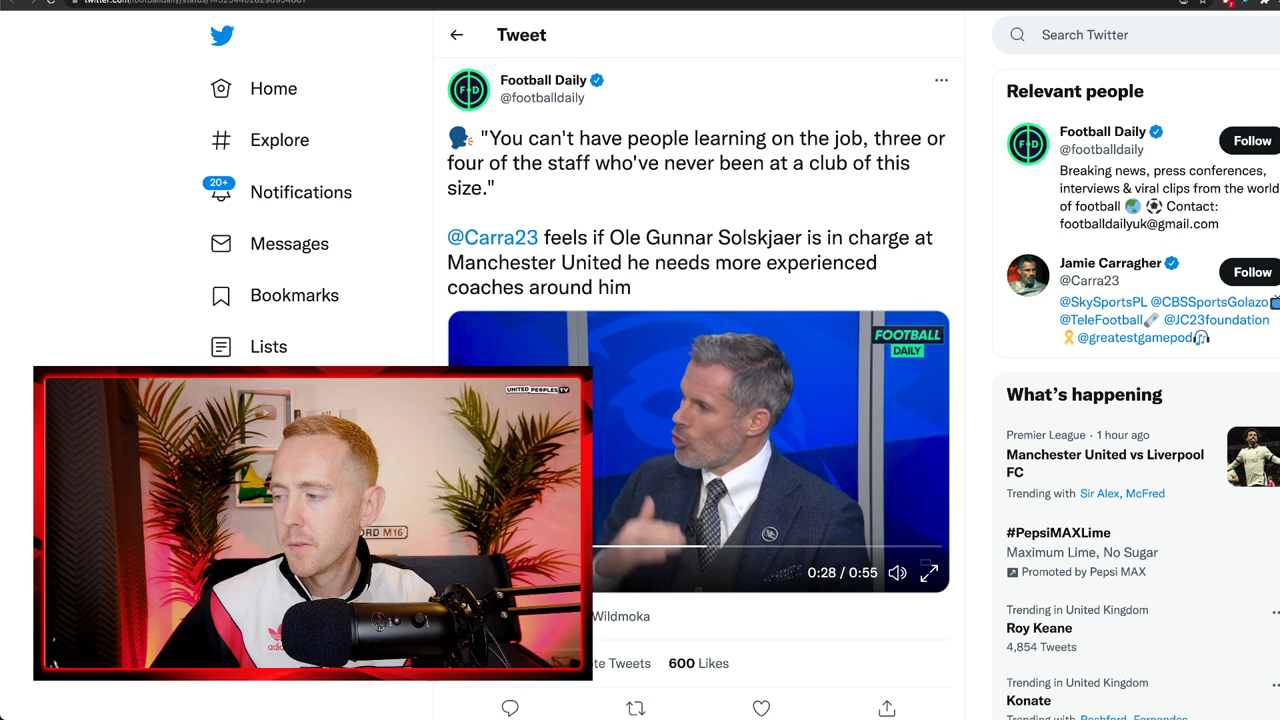 Tweet
Search Twitter
Home
Explore
20+
Notifications
Messages
Bookmarks
Lists
Football Daily
@footballdaily
"You can't have people learning on the job, three or
four of the staff who've never been at a club of this
size."
@Carra23 feels if Ole Gunnar Solskjaer is in charge at
Manchester United he needs more experienced
coaches around him
FOOTBALL
DAILY
0:28 / 0:55
UNITED PEOPLES TV
ORD M16
adidas
Wildmoka
te Tweets 600 Likes
Relevant people
Football Daily
@footballdaily
Follow
Breaking news, press conferences,
interviews & viral clips from the world
of football Contact:
footballdailyuk@gmail.com
Jamie Carragher
@Carra23
Follow
@SkySportsPL @CBSSportsGolazo
@TeleFootball @JC23foundation
@greatestgamepod
What's happening
Premier League · 1 hour ago
Manchester United vs Liverpool
FC
Trending with Sir Alex, McFred
#PepsiMAXLime
Maximum Lime, No Sugar
Promoted by Pepsi MAX
Trending in United Kingdom
Roy Keane
4,854 Tweets
Trending in United Kingdom
Konate
Trending with Rashford, Fernandes